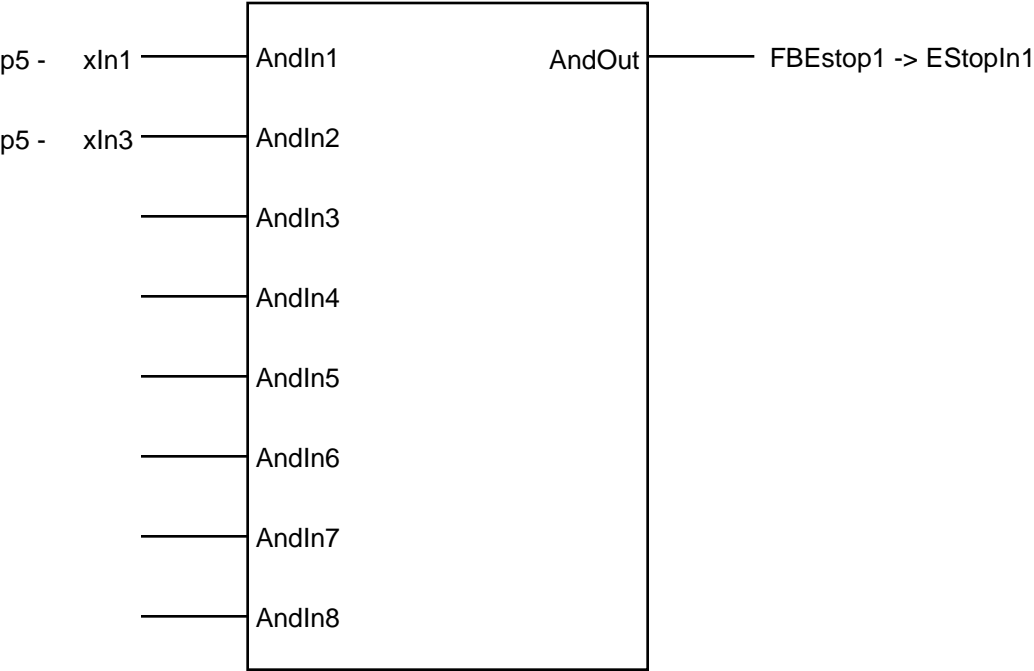 p5 - xIn1 AndIn1 AndOut FBEstop1 -> EStopIn1
p5 - xIn3 AndIn2
AndIn3
AndIn4
AndIn5
AndIn6
AndIn7
AndIn8